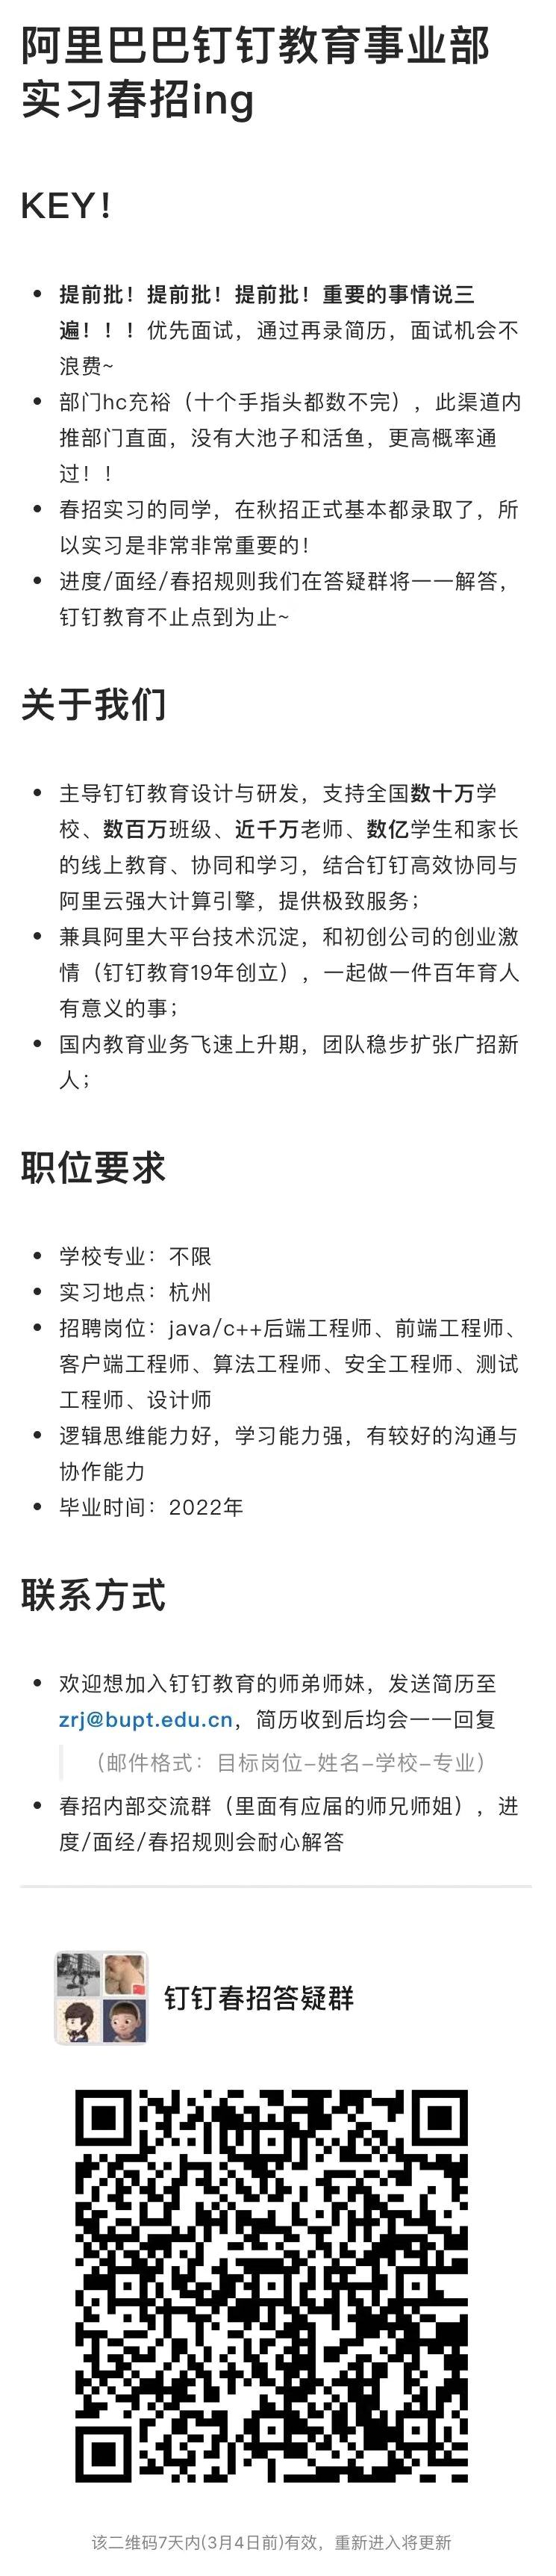 阿里巴巴钉钉教育事业部
实习春招ing
KEY！
提前批！提前批！提前批！重要的事情说三
遍！！！优先面试，通过再录简历，面试机会不
浪费~
部门hc充裕（十个手指头都数不完），此渠道内
推部门直面，没有大池子和活鱼，更高概率通
过！！
春招实习的同学，在秋招正式基本都录取了，所
以实习是非常非常重要的！
进度/面经/春招规则我们在答疑群将一一解答，
钉钉教育不止点到为止~
关于我们
主导钉钉教育设计与研发，支持全国数十万学
校、数百万班级、近千万老师、数亿学生和家长
的线上教育、协同和学习，结合钉钉高效协同与
阿里云强大计算引擎，提供极致服务；
兼具阿里大平台技术沉淀，和初创公司的创业激
情（钉钉教育19年创立），一起做一件百年育人
有意义的事；
国内教育业务飞速上升期，团队稳步扩张广招新
人；
职位要求
学校专业：不限
实习地点：杭州
招聘岗位：java/c++后端工程师、前端工程师、
客户端工程师、算法工程师、安全工程师、测试
工程师、设计师
逻辑思维能力好，学习能力强，有较好的沟通与
协作能力
毕业时间：2022年
联系方式
欢迎想加入钉钉教育的师弟师妹，发送简历至
zrj@bupt.edu.cn，简历收到后均会一一回复
（邮件格式：目标岗位–姓名–学校–专业）
春招内部交流群（里面有应届的师兄师姐），进
度/面经/春招规则会耐心解答
钉钉春招答疑群
该二维码7天内(3月4日前)有效，重新进入将更新